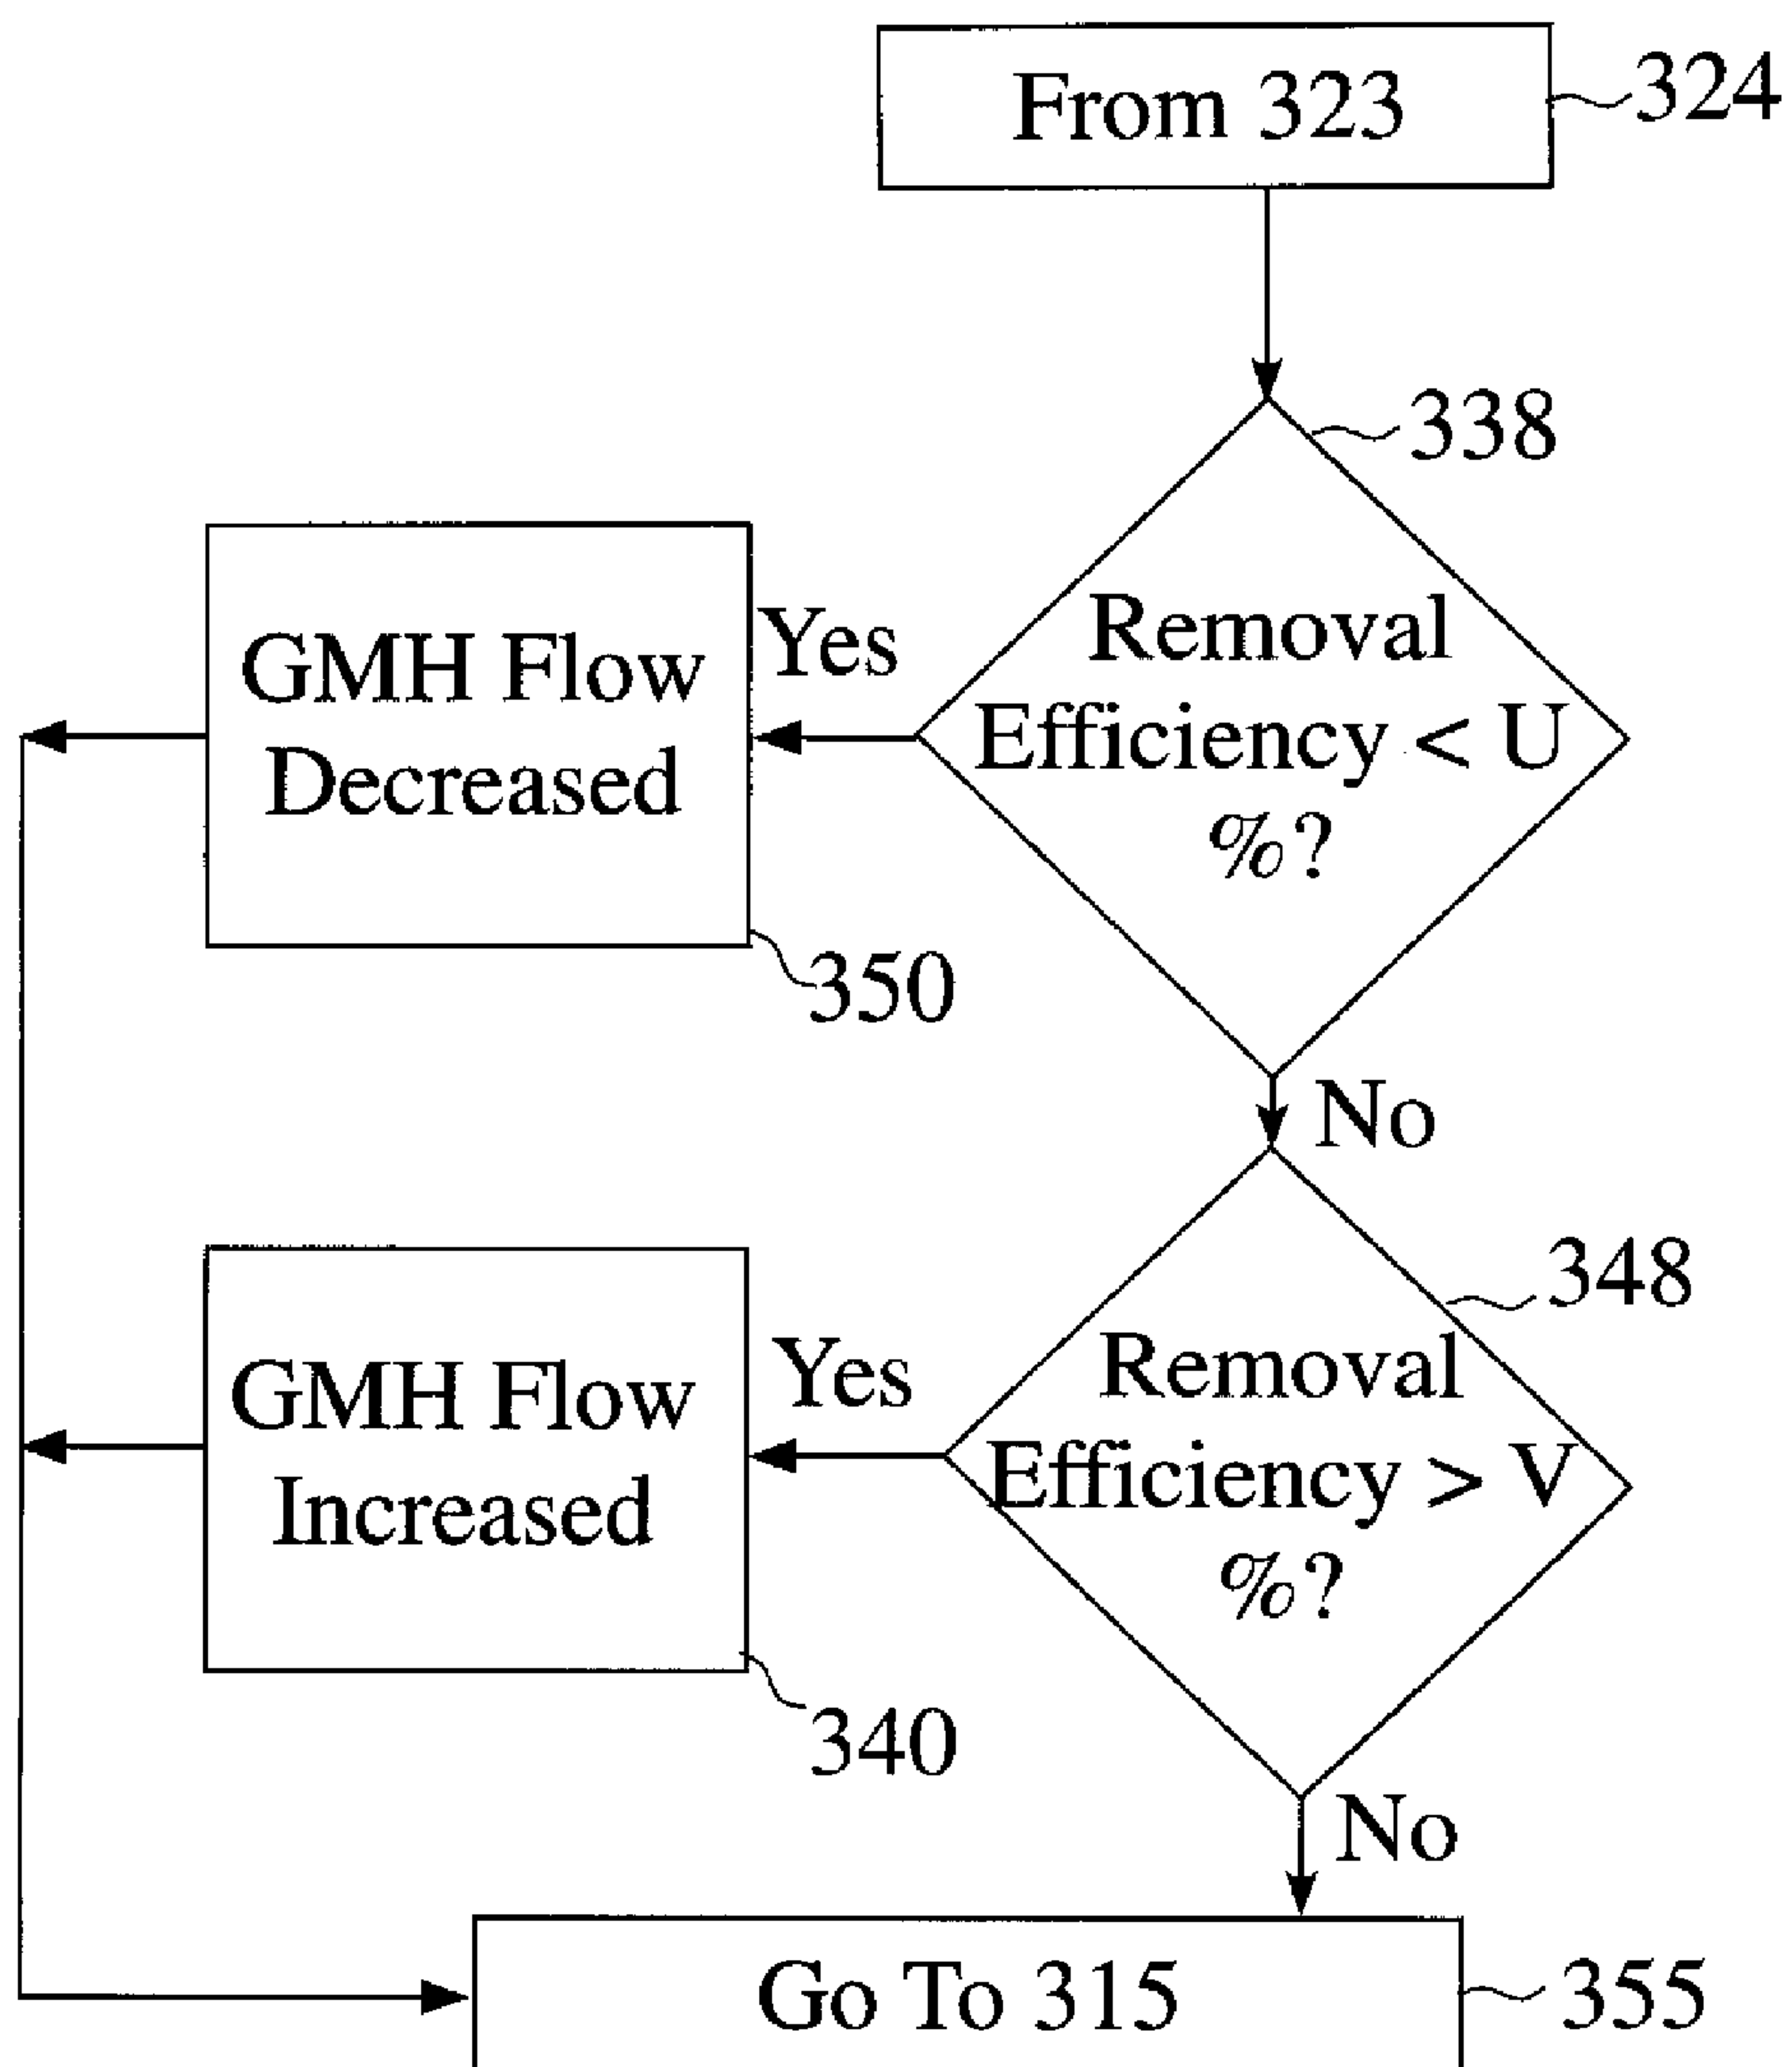 From 323
324
338
Removal
Efficiency < U
%?
Yes
GMH Flow
Decreased
350
No
348
Removal
Efficiency > V
%?
Yes
GMH Flow
Increased
340
No
Go To 315
355